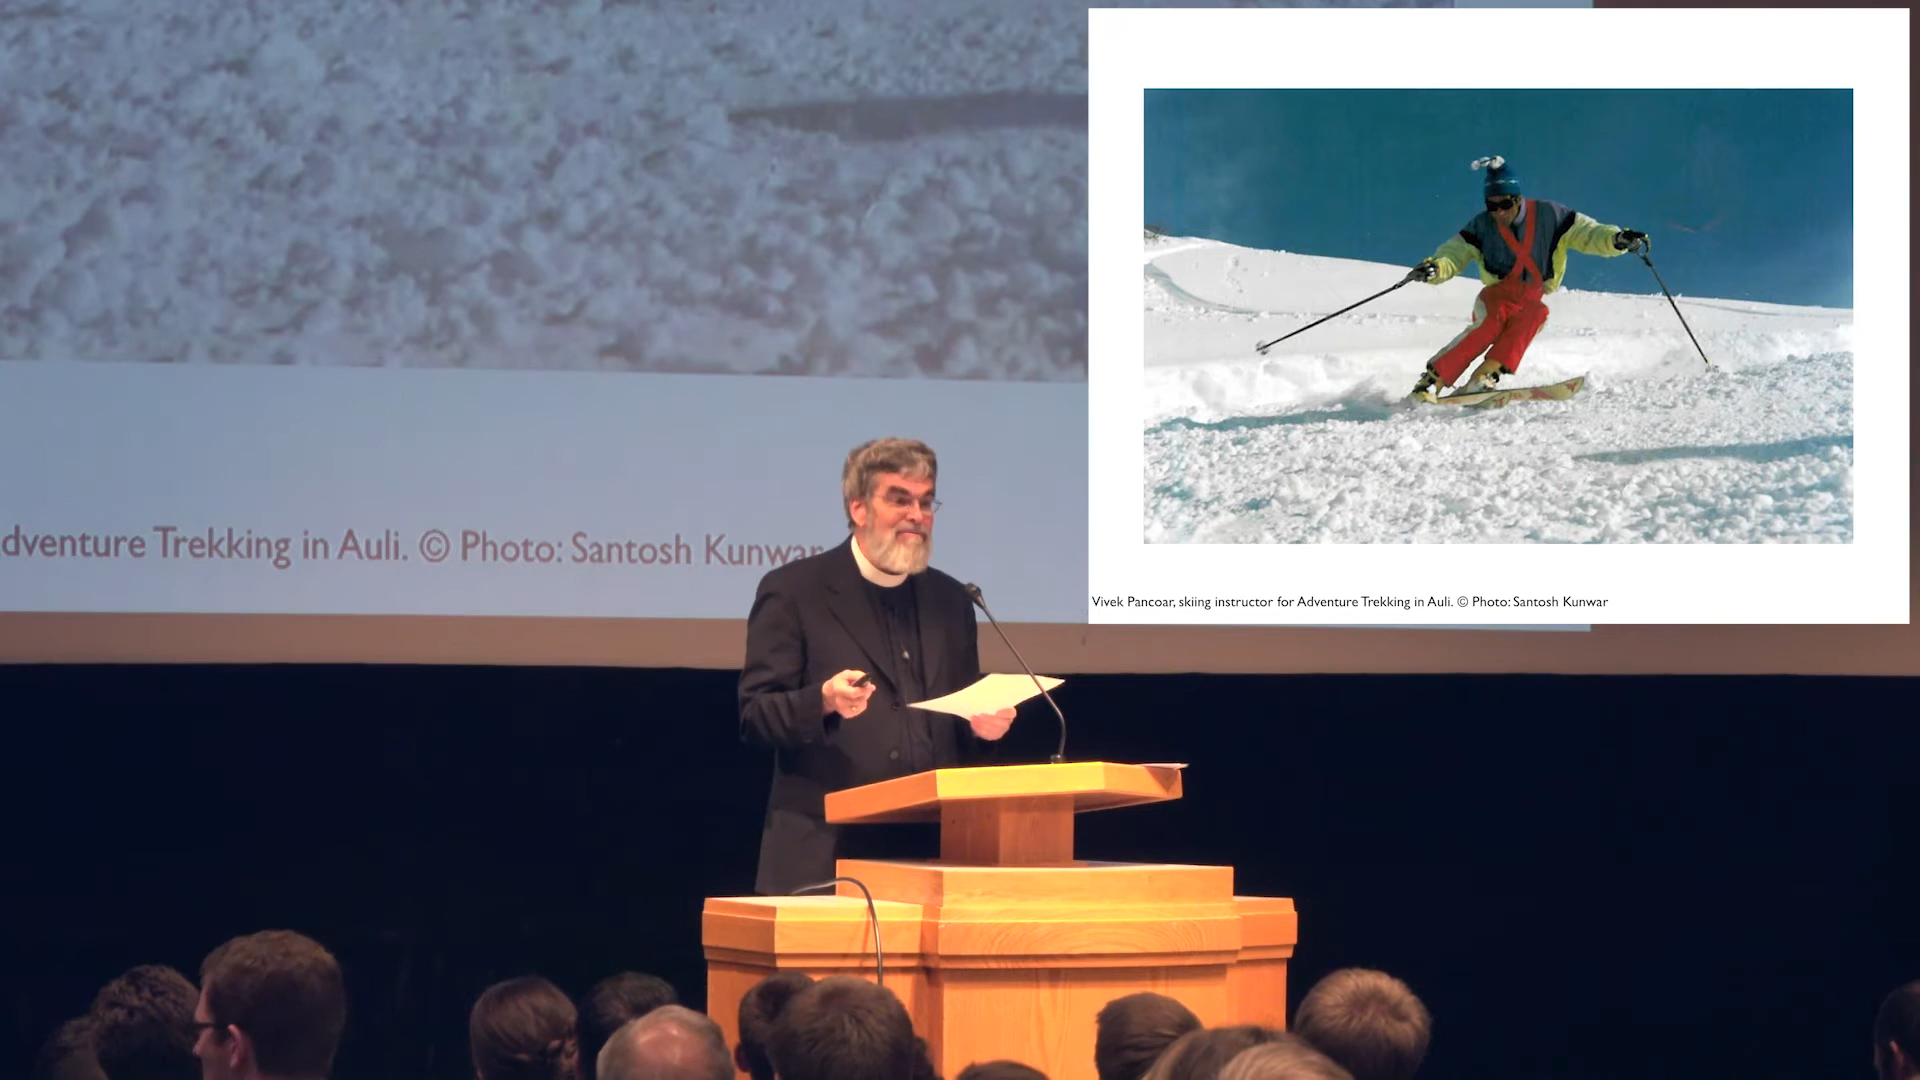 dventure Trekking in Auli. © Photo: Santosh Kunwar
Vivek Pancoar, skiing instructor for Adventure Trekking in Auli. © Photo: Santosh Kunwar